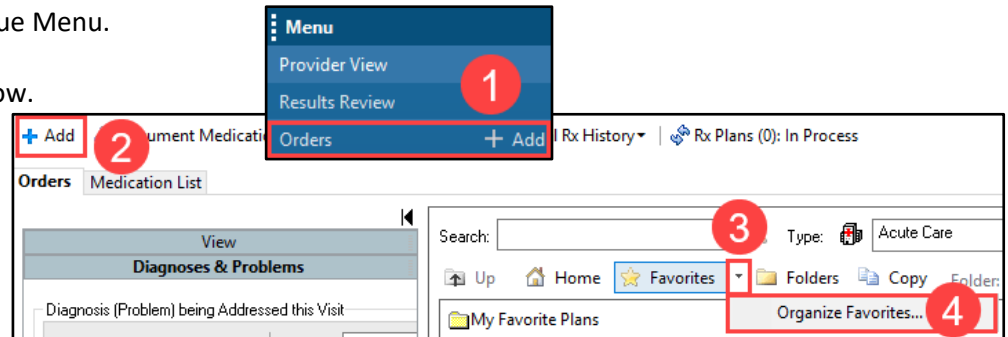 ue Menu.
ow.
Menu
Provider View
Results Review
Orders + Add
1
+ Add
2
ument Medicatio
l Rx History
Rx Plans (0): In Process
Orders Medication List
View
Diagnoses & Problems
Diagnosis (Problem) being Addressed this Visit
Search:
3
Type: Acute Care
Up Home Favorites Folders Copy Folder:
Organize Favorites...
4
My Favorite Plans